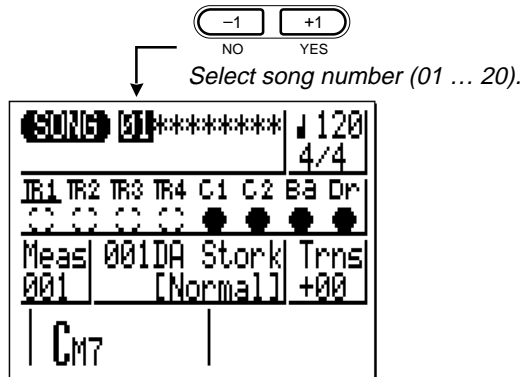 –1 +1
NO YES
Select song number (01 … 20).
SONG 01******** ♩120
4/4
TR1 TR2 TR3 TR4 C1 C2 Ba Dr
Meas 001DA Stork Trns
001 [Normal] +00
CM7